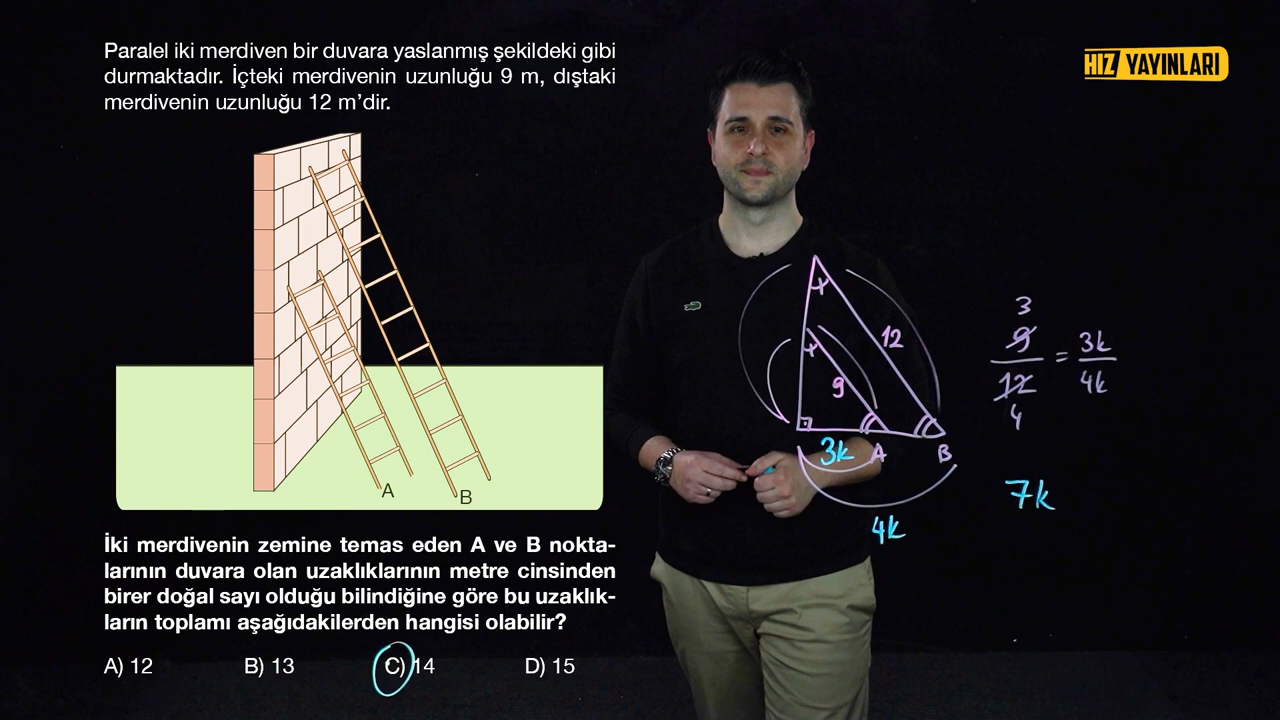 Paralel iki merdiven bir duvara yaslanmış şekildeki gibi
durmaktadır. İçteki merdivenin uzunluğu 9 m, dıştaki
merdivenin uzunluğu 12 m'dir.
A
B
İki merdivenin zemine temas eden A ve B nokta-
larının duvara olan uzaklıklarının metre cinsinden
birer doğal sayı olduğu bilindiğine göre bu uzaklık-
ların toplamı aşağıdakilerden hangisi olabilir?
A) 12 B) 13 C) 14 D) 15
HIZ YAYINLARI
12
9
3k A B
4k
3
9 = 3k
12 4k
4
7k